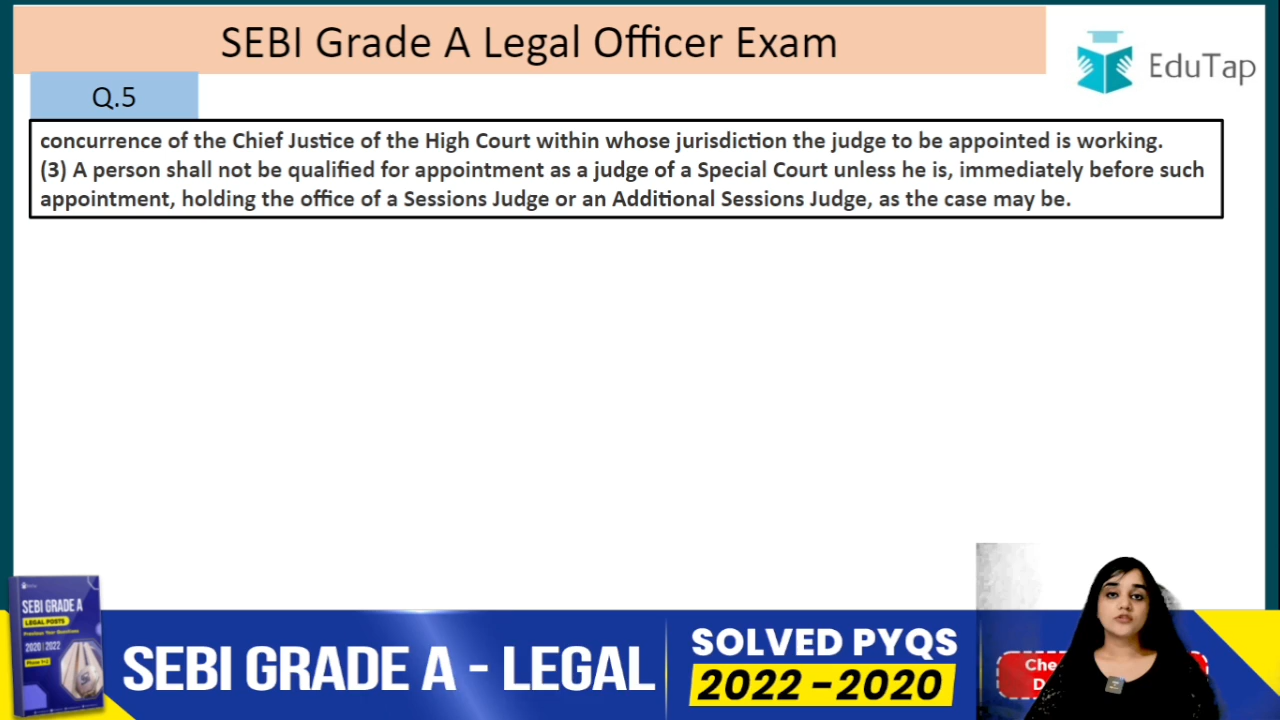 SEBI Grade A Legal Officer Exam
EduTap
Q.5
concurrence of the Chief Justice of the High Court within whose jurisdiction the judge to be appointed is working.
(3) A person shall not be qualified for appointment as a judge of a Special Court unless he is, immediately before such
appointment, holding the office of a Sessions Judge or an Additional Sessions Judge, as the case may be.
SEBI GRADE A
LEGAL POSTS
Previous Year Questions
2020 | 2022
SEBI GRADE A - LEGAL
SOLVED PYQS
2022 - 2020